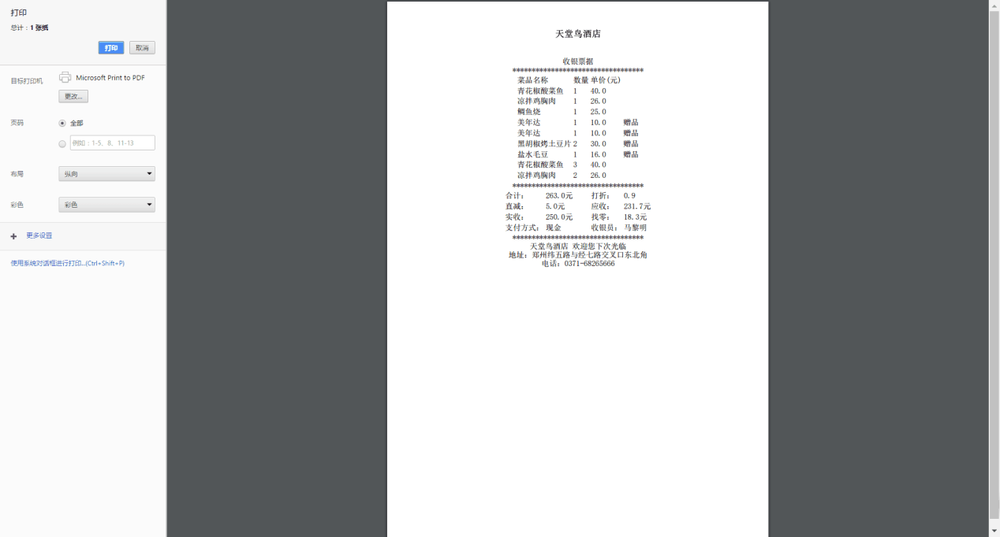 打印
总计：1 张纸
打印 取消
目标打印机 Microsoft Print to PDF
更改...
页码 全部
例如：1-5、8、11-13
布局 纵向
彩色 彩色
更多设置
使用系统对话框进行打印...(Ctrl+Shift+P)
天堂鸟酒店
收银票据
**********************************
菜品名称 数量 单价(元)
青花椒酸菜鱼 1 40.0
凉拌鸡胸肉 1 26.0
鲷鱼烧 1 25.0
美年达 1 10.0 赠品
美年达 1 10.0 赠品
黑胡椒烤土豆片 2 30.0 赠品
盐水毛豆 1 16.0 赠品
青花椒酸菜鱼 3 40.0
凉拌鸡胸肉 2 26.0
**********************************
合计： 263.0元 打折： 0.9
直减： 5.0元 应收： 231.7元
实收： 250.0元 找零： 18.3元
支付方式： 现金 收银员： 马黎明
**********************************
天堂鸟酒店 欢迎您下次光临
地址：郑州纬五路与经七路交叉口东北角
电话：0371-68265666